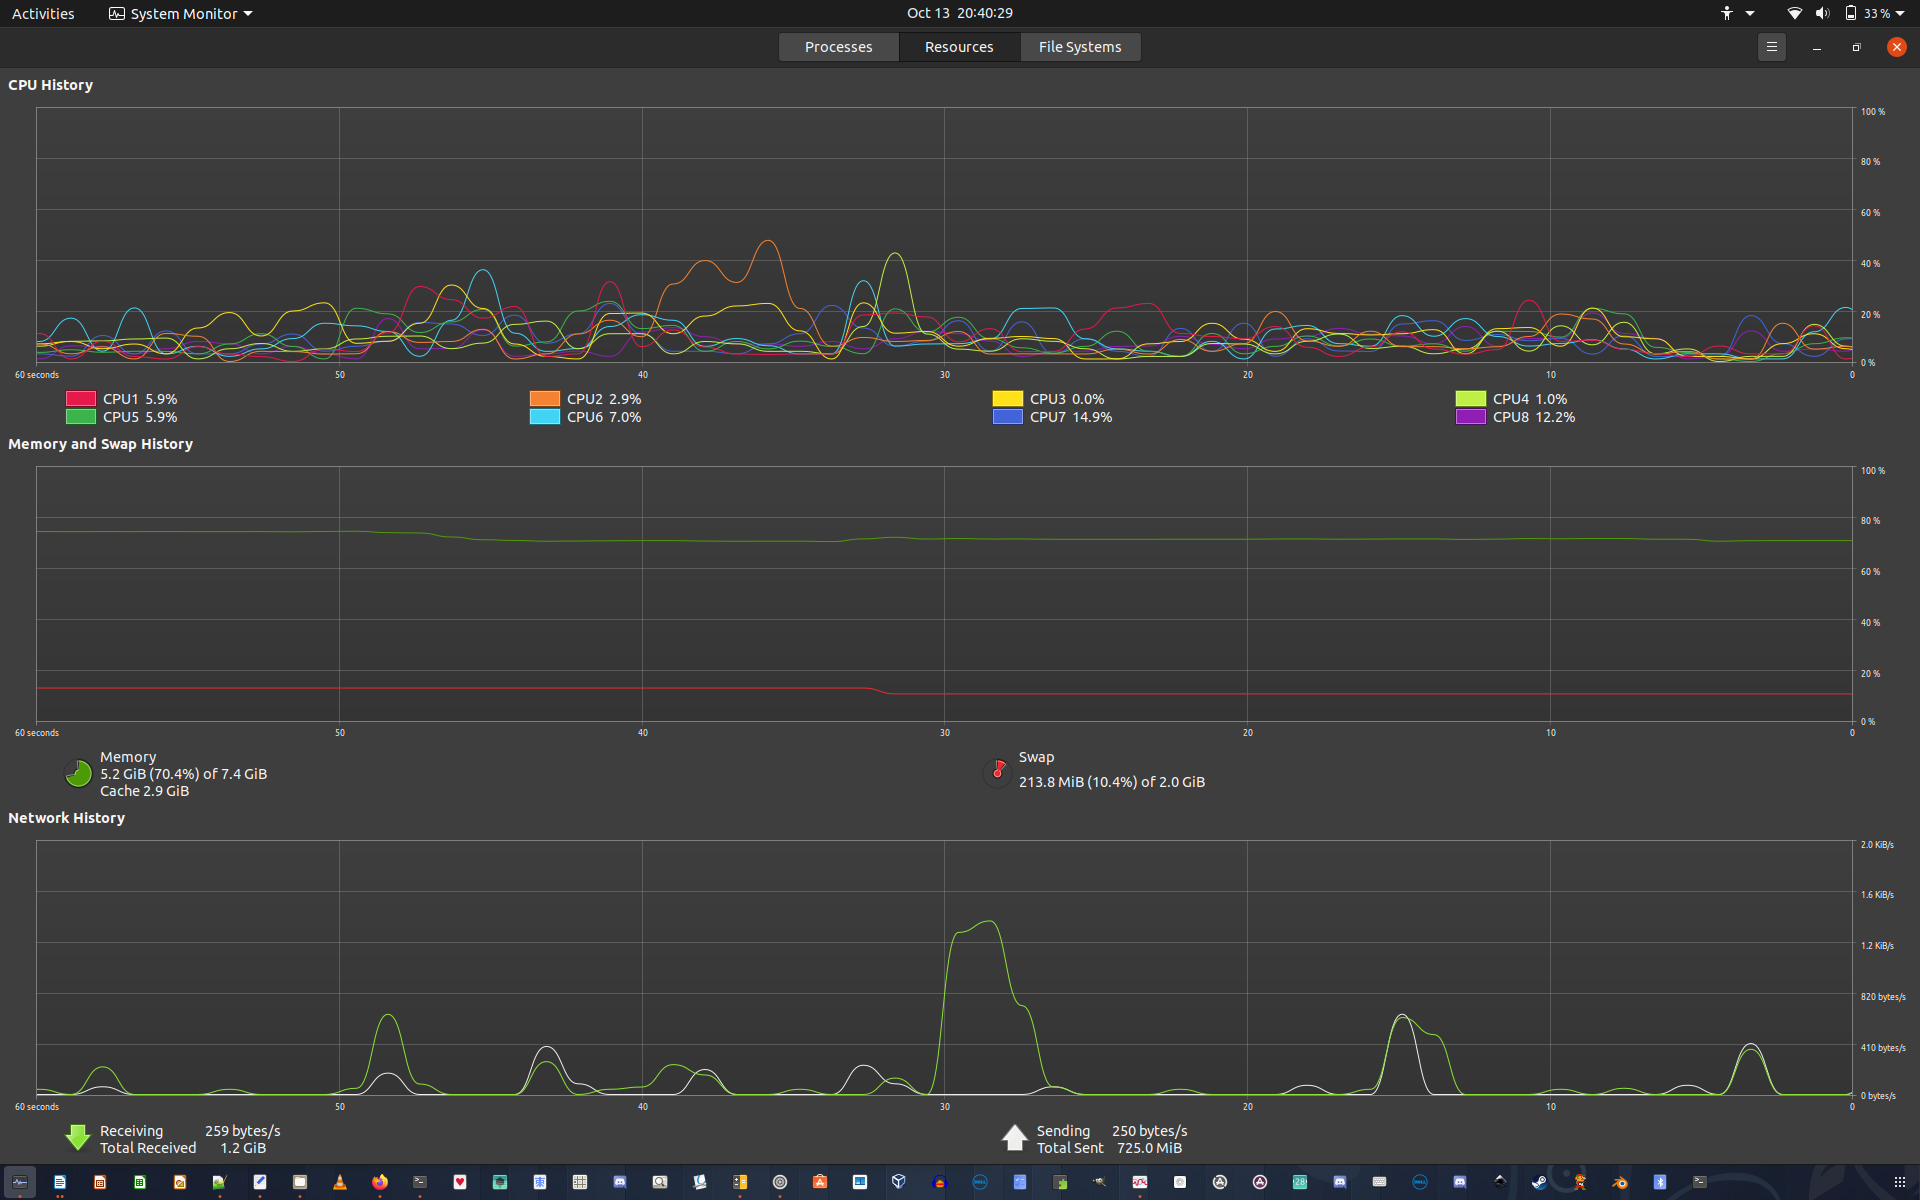 Activities System Monitor Oct 13 20:40:29 33 %
Processes Resources File Systems
CPU History
100 %
80 %
60 %
40 %
20 %
0 %
60 seconds 50 40 30 20 10 0
CPU1 5.9% CPU2 2.9% CPU3 0.0% CPU4 1.0%
CPU5 5.9% CPU6 7.0% CPU7 14.9% CPU8 12.2%
Memory and Swap History
100 %
80 %
60 %
40 %
20 %
0 %
60 seconds 50 40 30 20 10 0
Memory
5.2 GiB (70.4%) of 7.4 GiB
Cache 2.9 GiB
Swap
213.8 MiB (10.4%) of 2.0 GiB
Network History
2.0 KiB/s
1.6 KiB/s
1.2 KiB/s
820 bytes/s
410 bytes/s
0 bytes/s
60 seconds 50 40 30 20 10 0
Receiving 259 bytes/s
Total Received 1.2 GiB
Sending 250 bytes/s
Total Sent 725.0 MiB